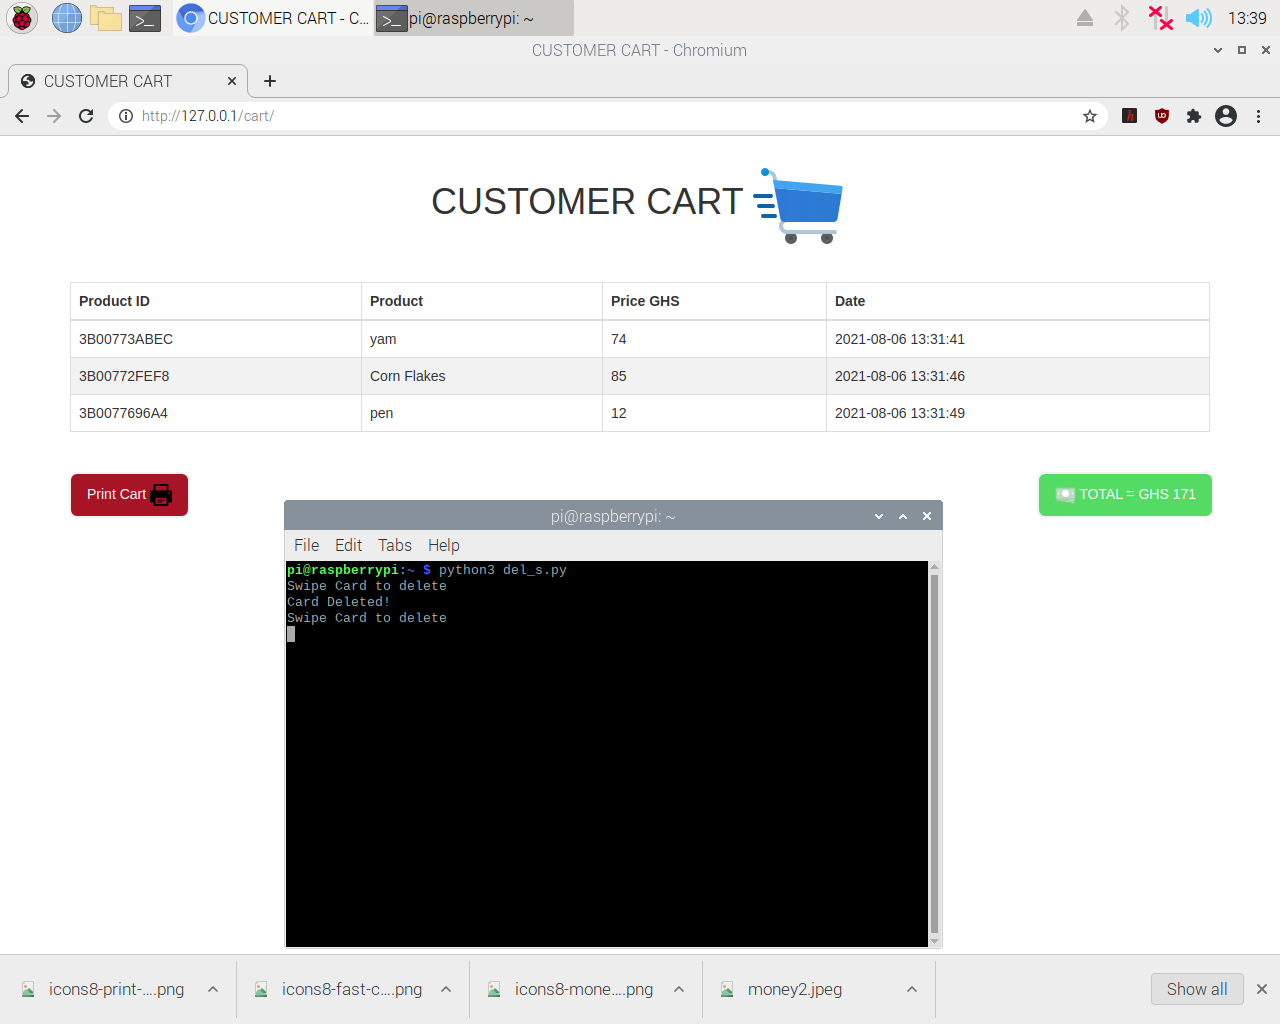 CUSTOMER CART - C... pi@raspberrypi: ~ 13:39
CUSTOMER CART - Chromium
CUSTOMER CART
http://127.0.0.1/cart/
CUSTOMER CART
Product ID Product Price GHS Date
3B00773ABEC yam 74 2021-08-06 13:31:41
3B00772FEF8 Corn Flakes 85 2021-08-06 13:31:46
3B0077696A4 pen 12 2021-08-06 13:31:49
Print Cart TOTAL = GHS 171
pi@raspberrypi: ~
File Edit Tabs Help
pi@raspberrypi:~ $ python3 del_s.py
Swipe Card to delete
Card Deleted!
Swipe Card to delete
icons8-print-....png icons8-fast-c....png icons8-mone....png money2.jpeg Show all